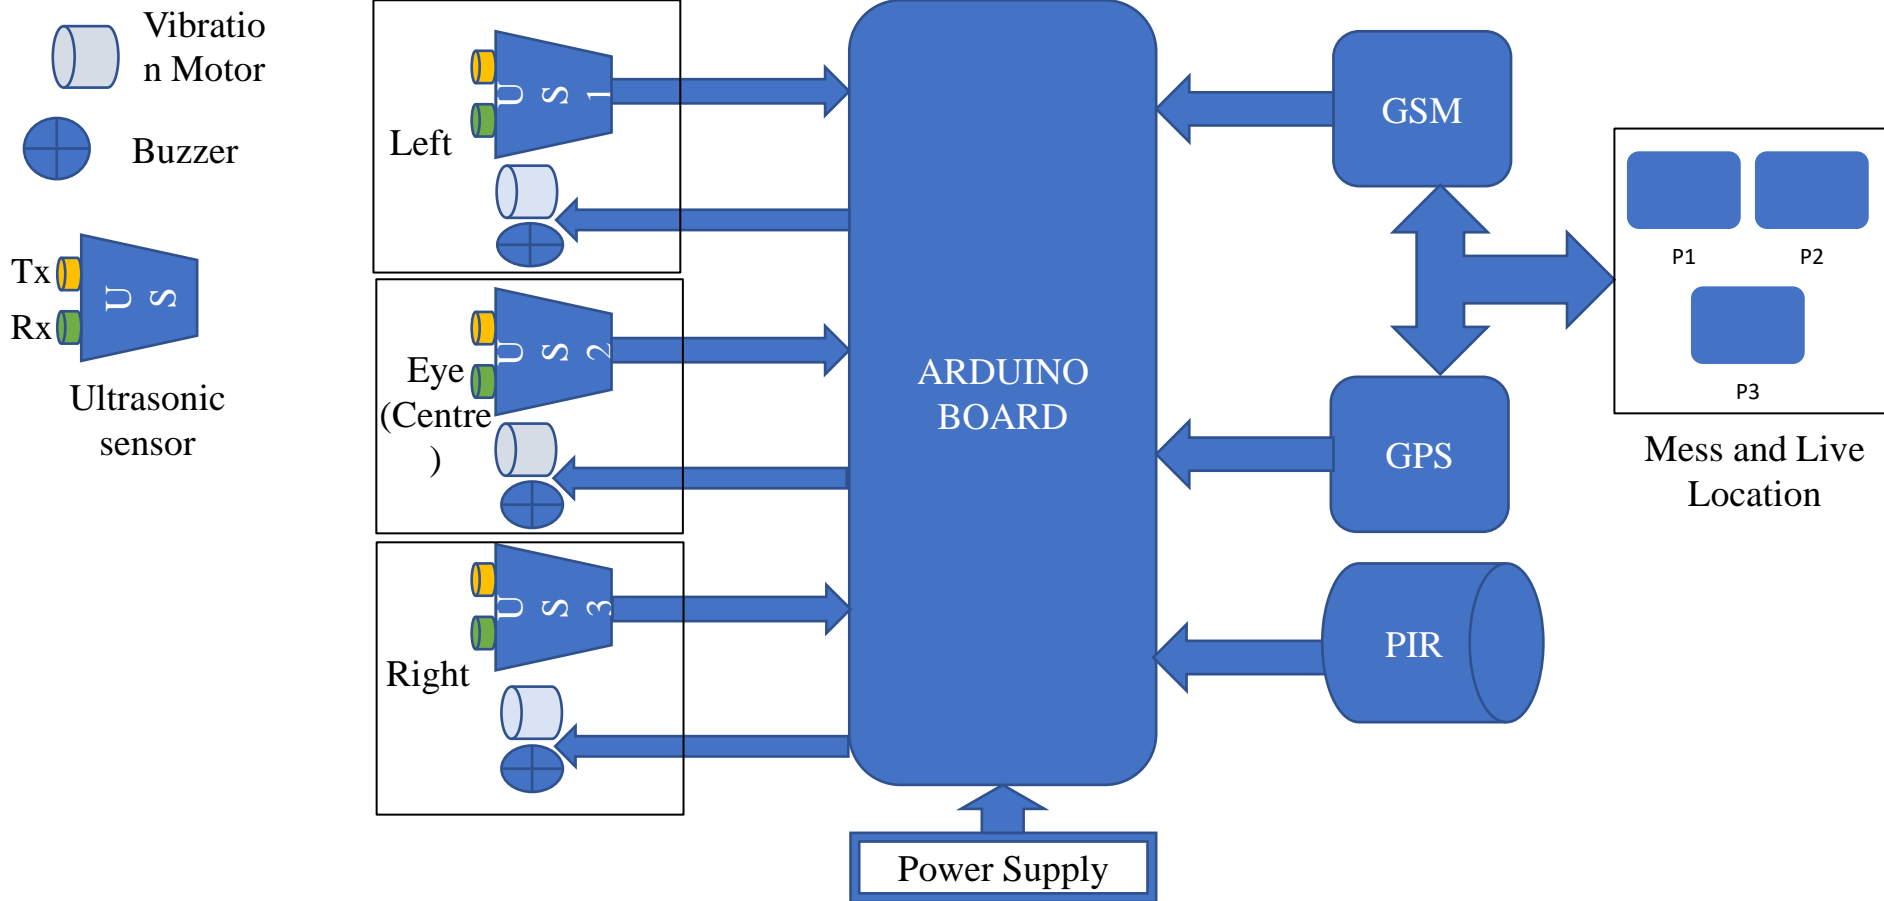 Vibratio
n Motor
Buzzer
Tx
Rx
U S
Ultrasonic
sensor
Left
U S 1
Eye
(Centre
)
U S 2
Right
U S 3
ARDUINO
BOARD
Power Supply
GSM
GPS
PIR
P1
P2
P3
Mess and Live
Location